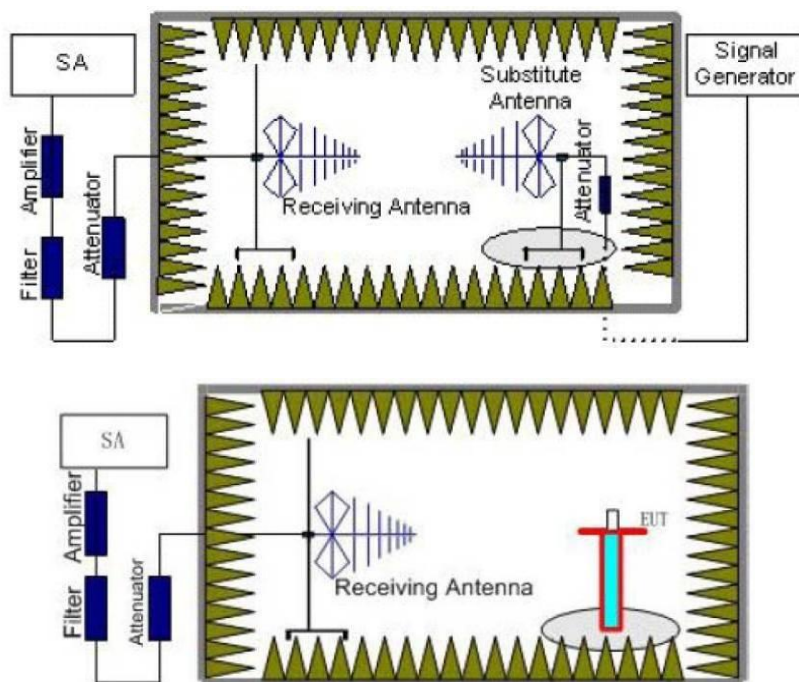 SA
Signal
Generator
Substitute
Antenna
Amplifier
Attenuator
Filter
Receiving Antenna
Attenuator
SA
Amplifier
Filter
Attenuator
Receiving Antenna
EUT